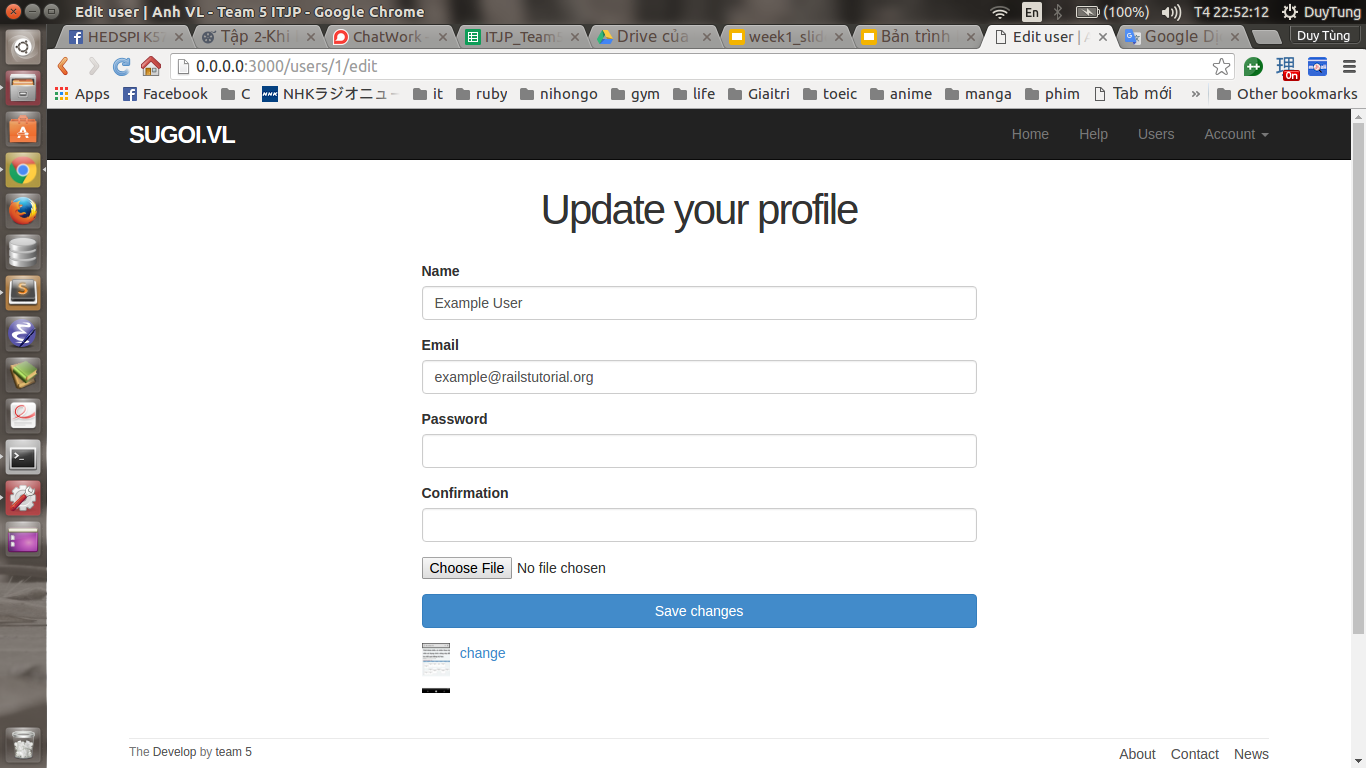 Edit user | Anh VL - Team 5 ITJP - Google Chrome
En (100%) T4 22:52:12 DuyTung
HEDSPI K57 Tập 2-Khi ChatWork - ITJP_Team5 Drive của week1_slid Bản trình Edit user | A Google Dị Duy Tùng
0.0.0.0:3000/users/1/edit 理 On
Apps Facebook C NHK NHKラジオニュー it ruby nihongo gym life Giaitri toeic anime manga phim Tab mới » Other bookmarks
SUGOI.VL Home Help Users Account
Update your profile
Name
Example User
Email
example@railstutorial.org
Password
Confirmation
Choose File No file chosen
Save changes
change
The Develop by team 5 About Contact News